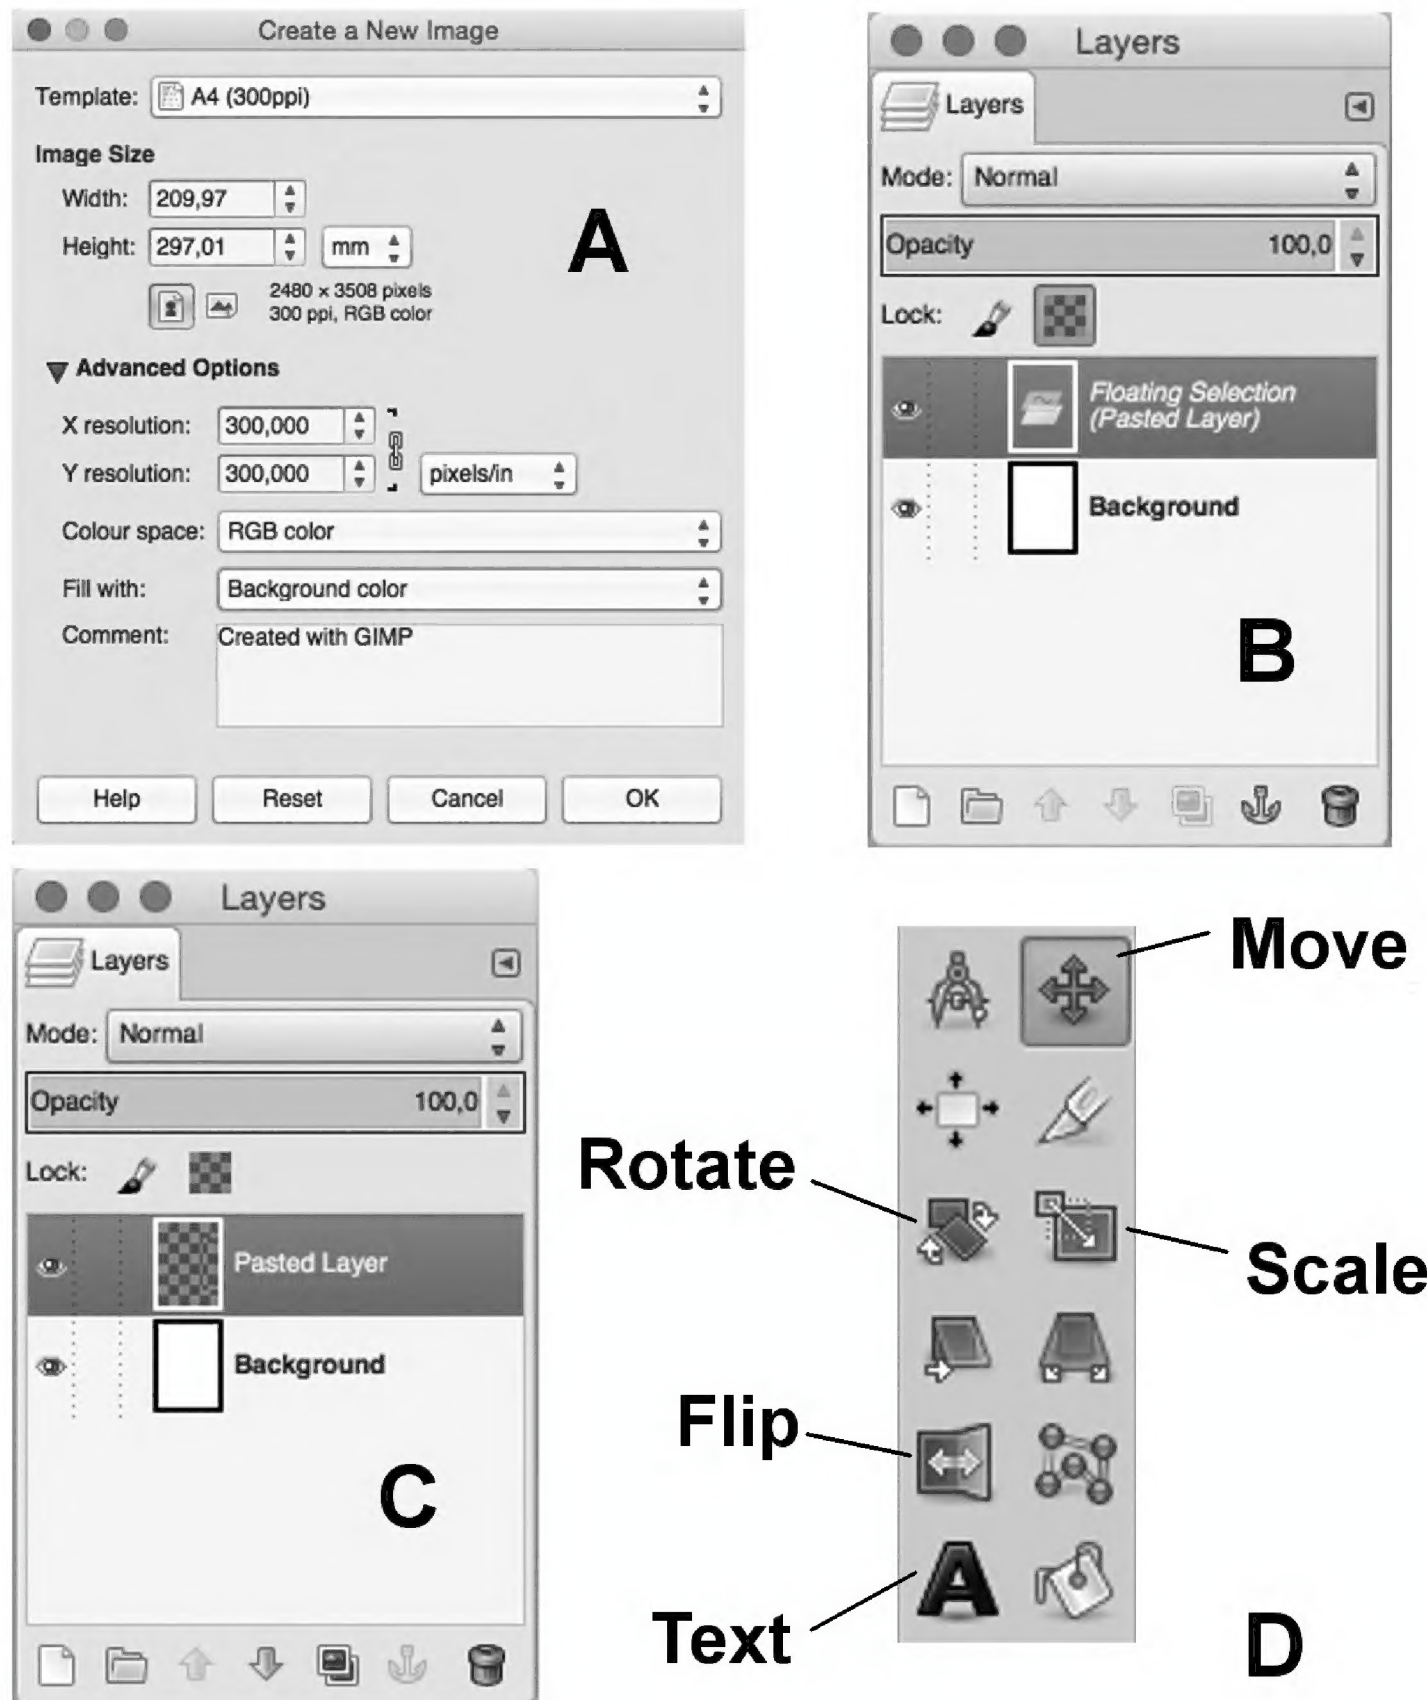 Create a New Image
Template: A4 (300ppi)
Image Size
Width: 209,97
Height: 297,01 mm
2480 × 3508 pixels
300 ppi, RGB color
Advanced Options
X resolution: 300,000
Y resolution: 300,000 pixels/in
Colour space: RGB color
Fill with: Background color
Comment: Created with GIMP
Help Reset Cancel OK
A
Layers
Layers
Mode: Normal
Opacity 100,0
Lock:
Floating Selection
(Pasted Layer)
Background
B
Layers
Layers
Mode: Normal
Opacity 100,0
Lock:
Pasted Layer
Background
C
Move
Rotate
Scale
Flip
Text
D